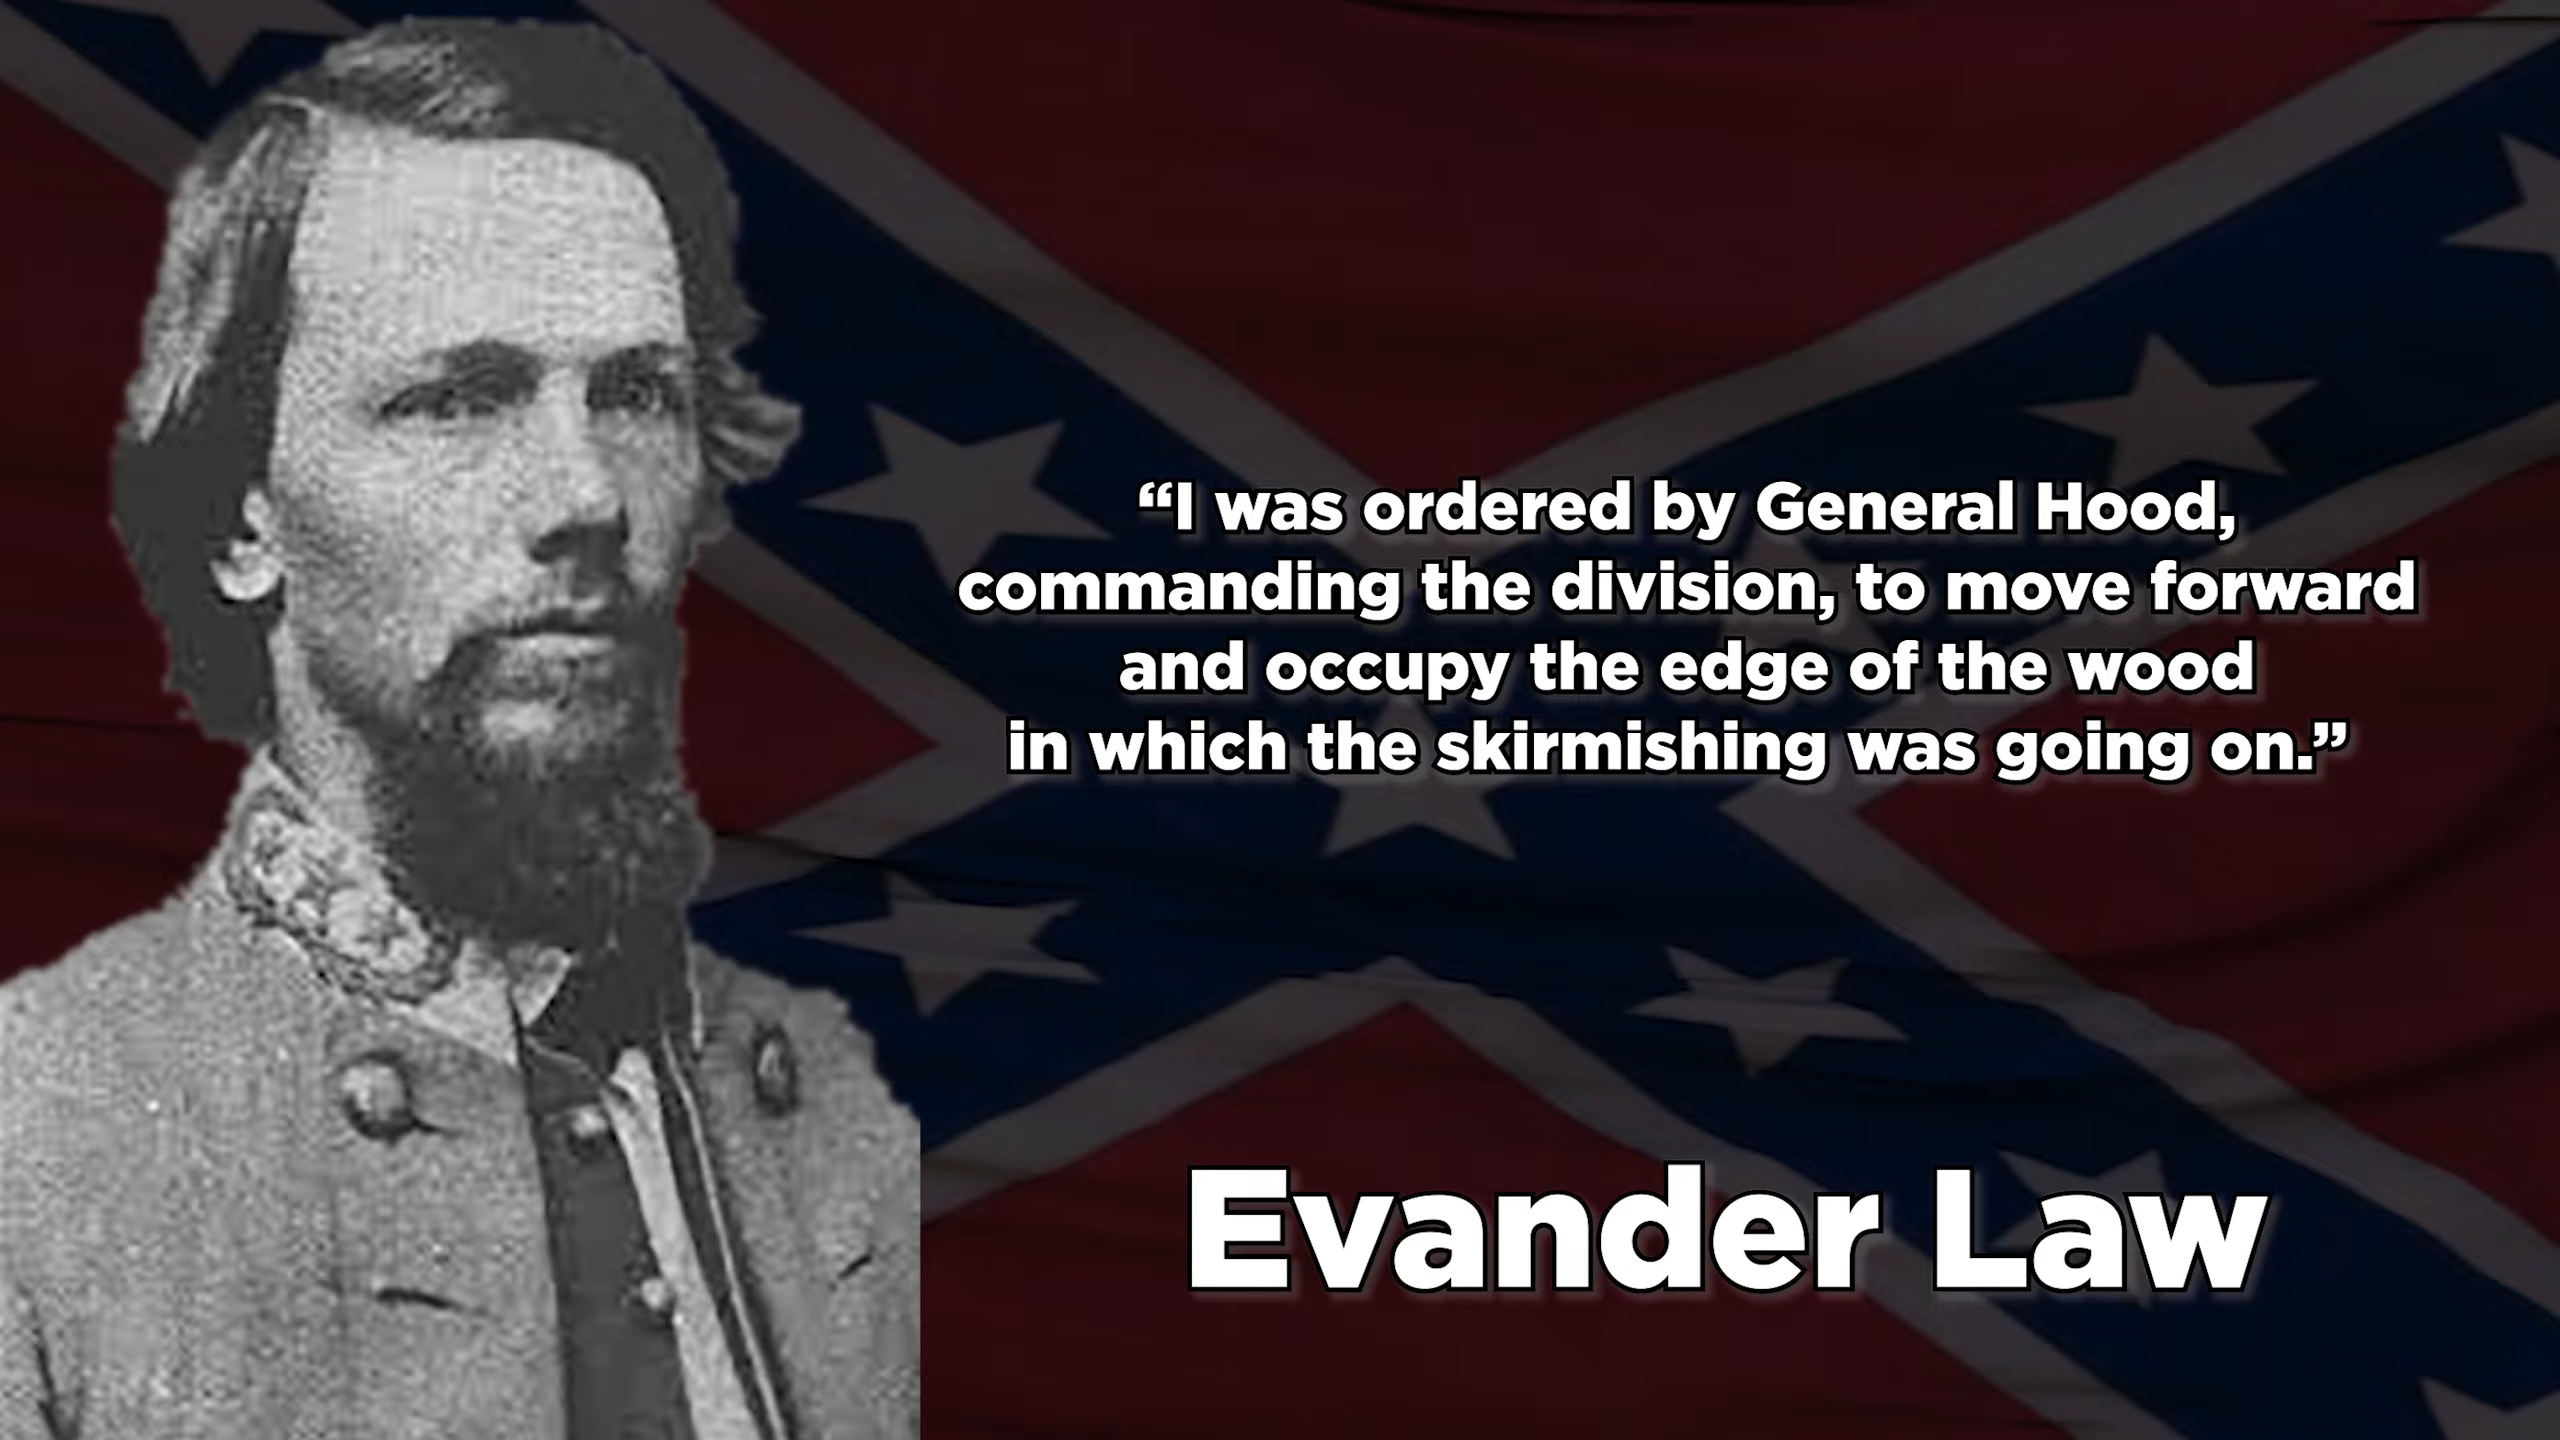 “I was ordered by General Hood,
commanding the division, to move forward
and occupy the edge of the wood
in which the skirmishing was going on.”
Evander Law